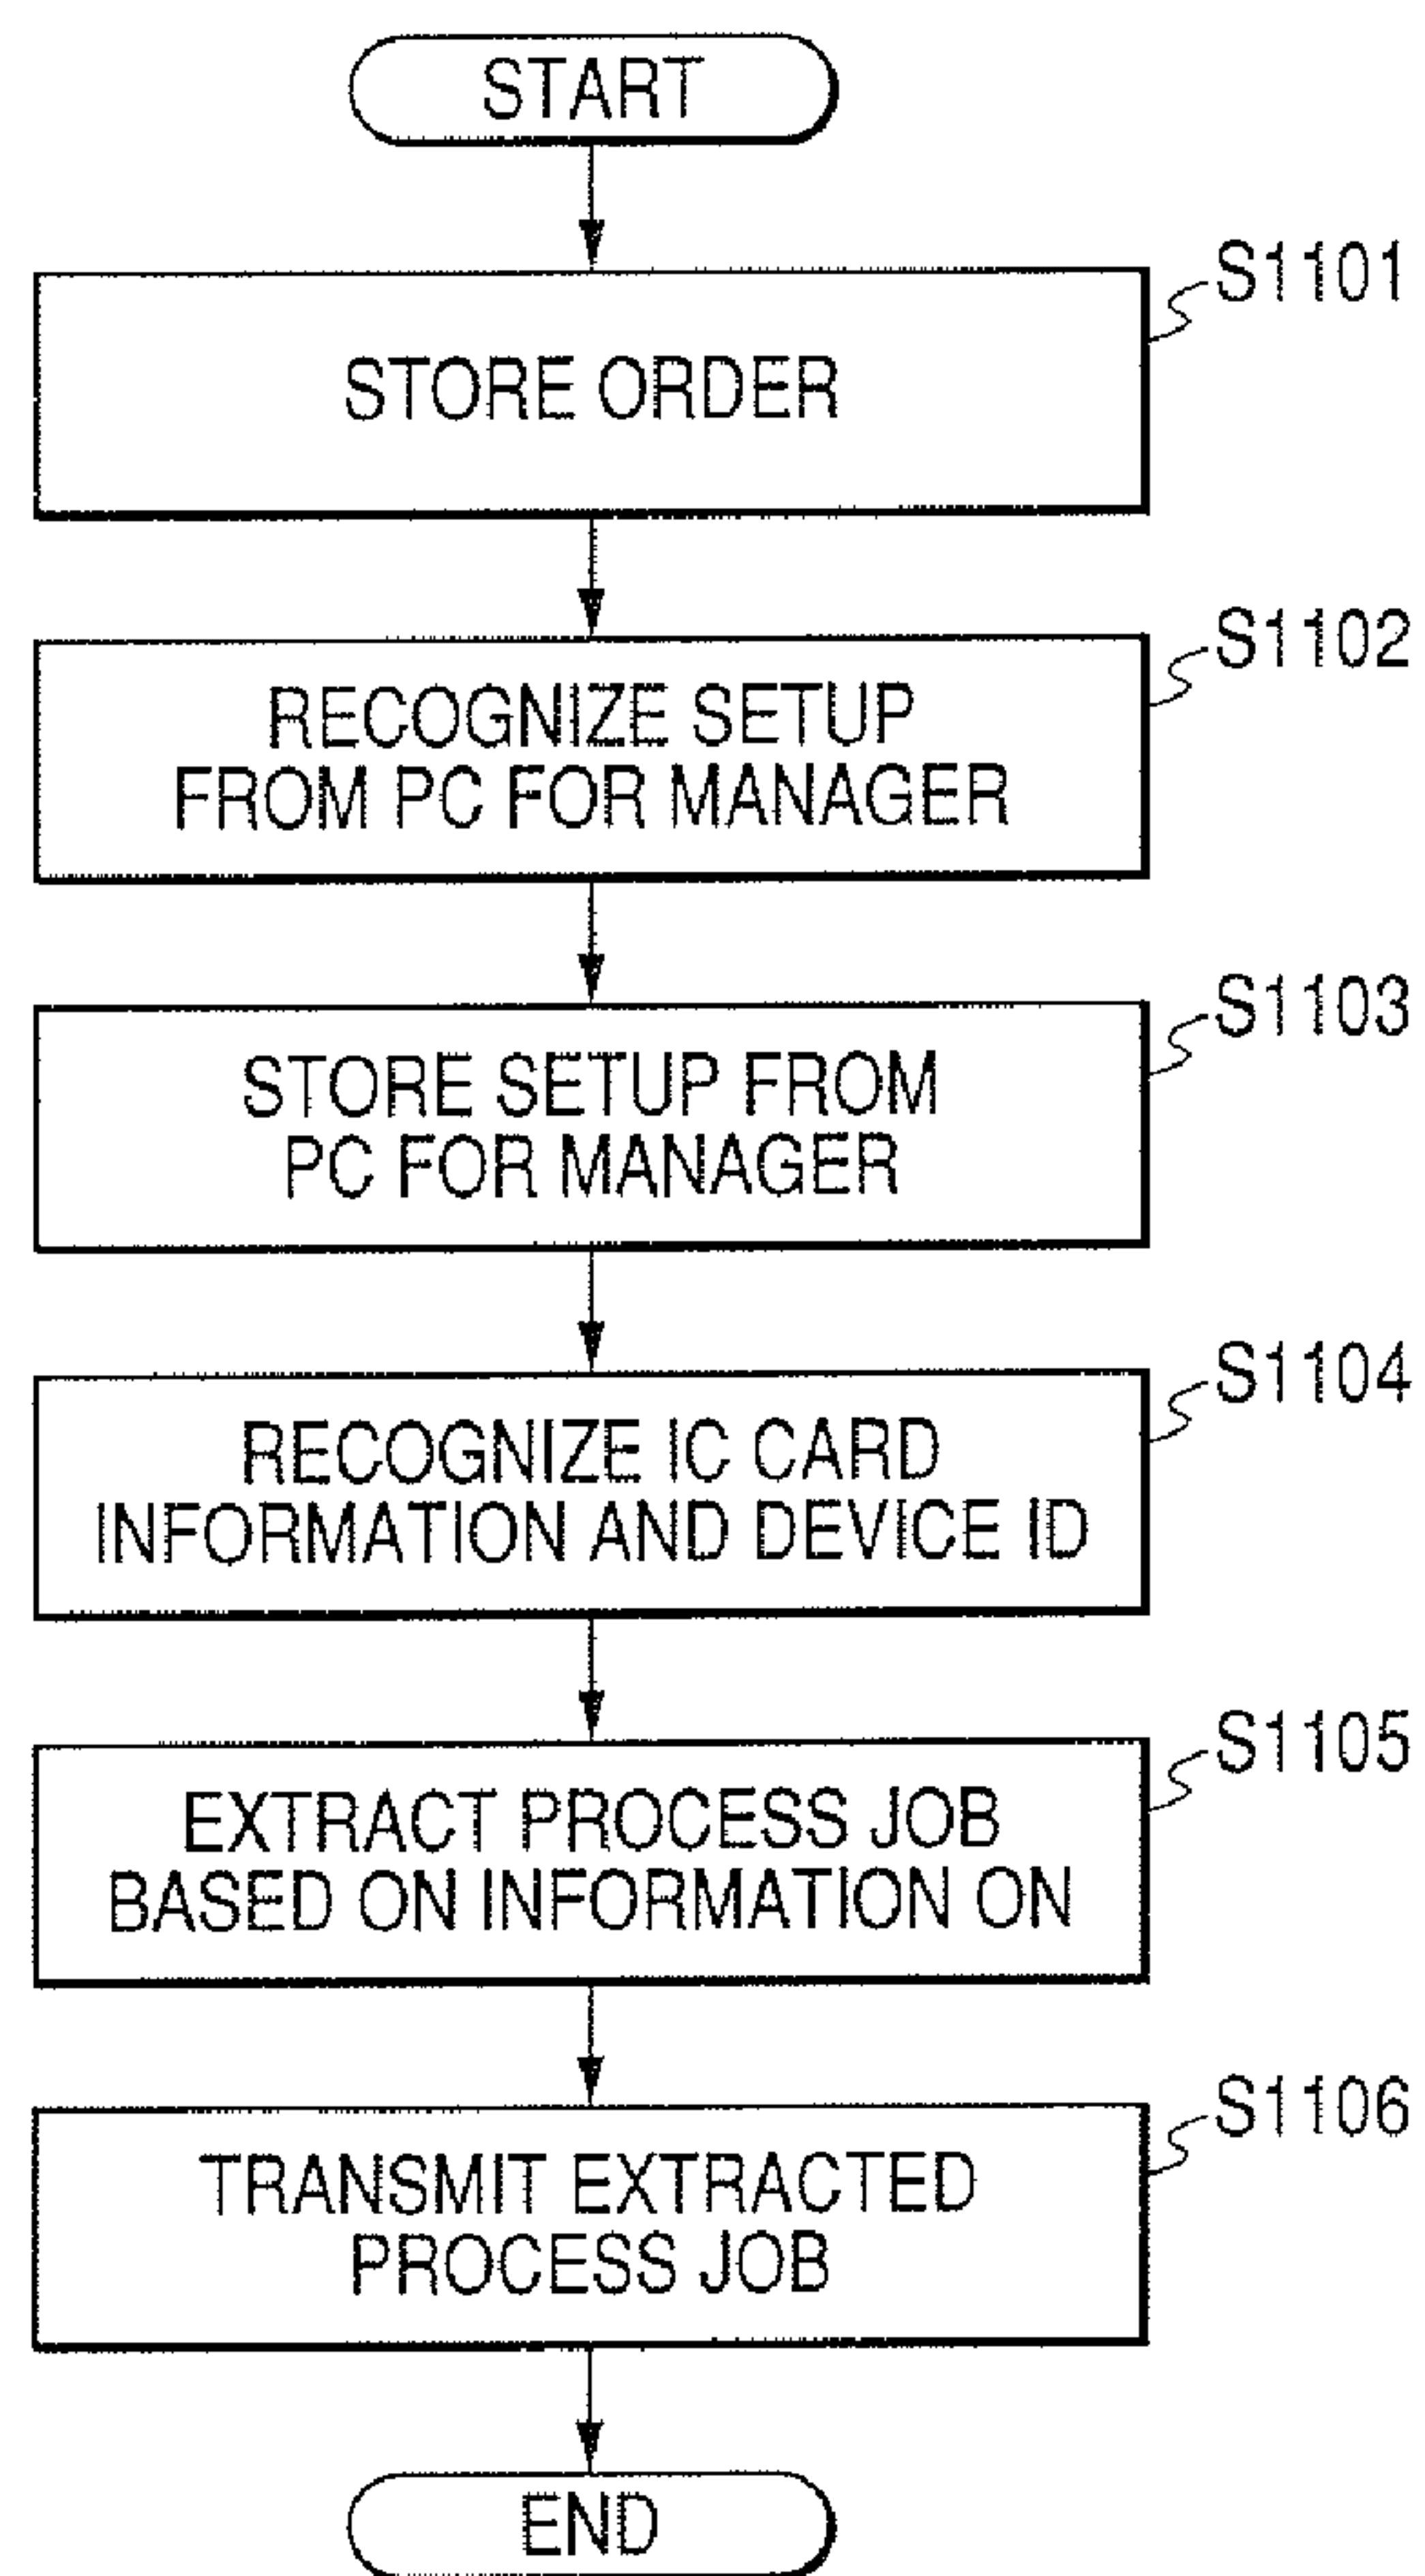 START
S1101
STORE ORDER
S1102
RECOGNIZE SETUP
FROM PC FOR MANAGER
S1103
STORE SETUP FROM
PC FOR MANAGER
S1104
RECOGNIZE IC CARD
INFORMATION AND DEVICE ID
S1105
EXTRACT PROCESS JOB
BASED ON INFORMATION ON
S1106
TRANSMIT EXTRACTED
PROCESS JOB
END